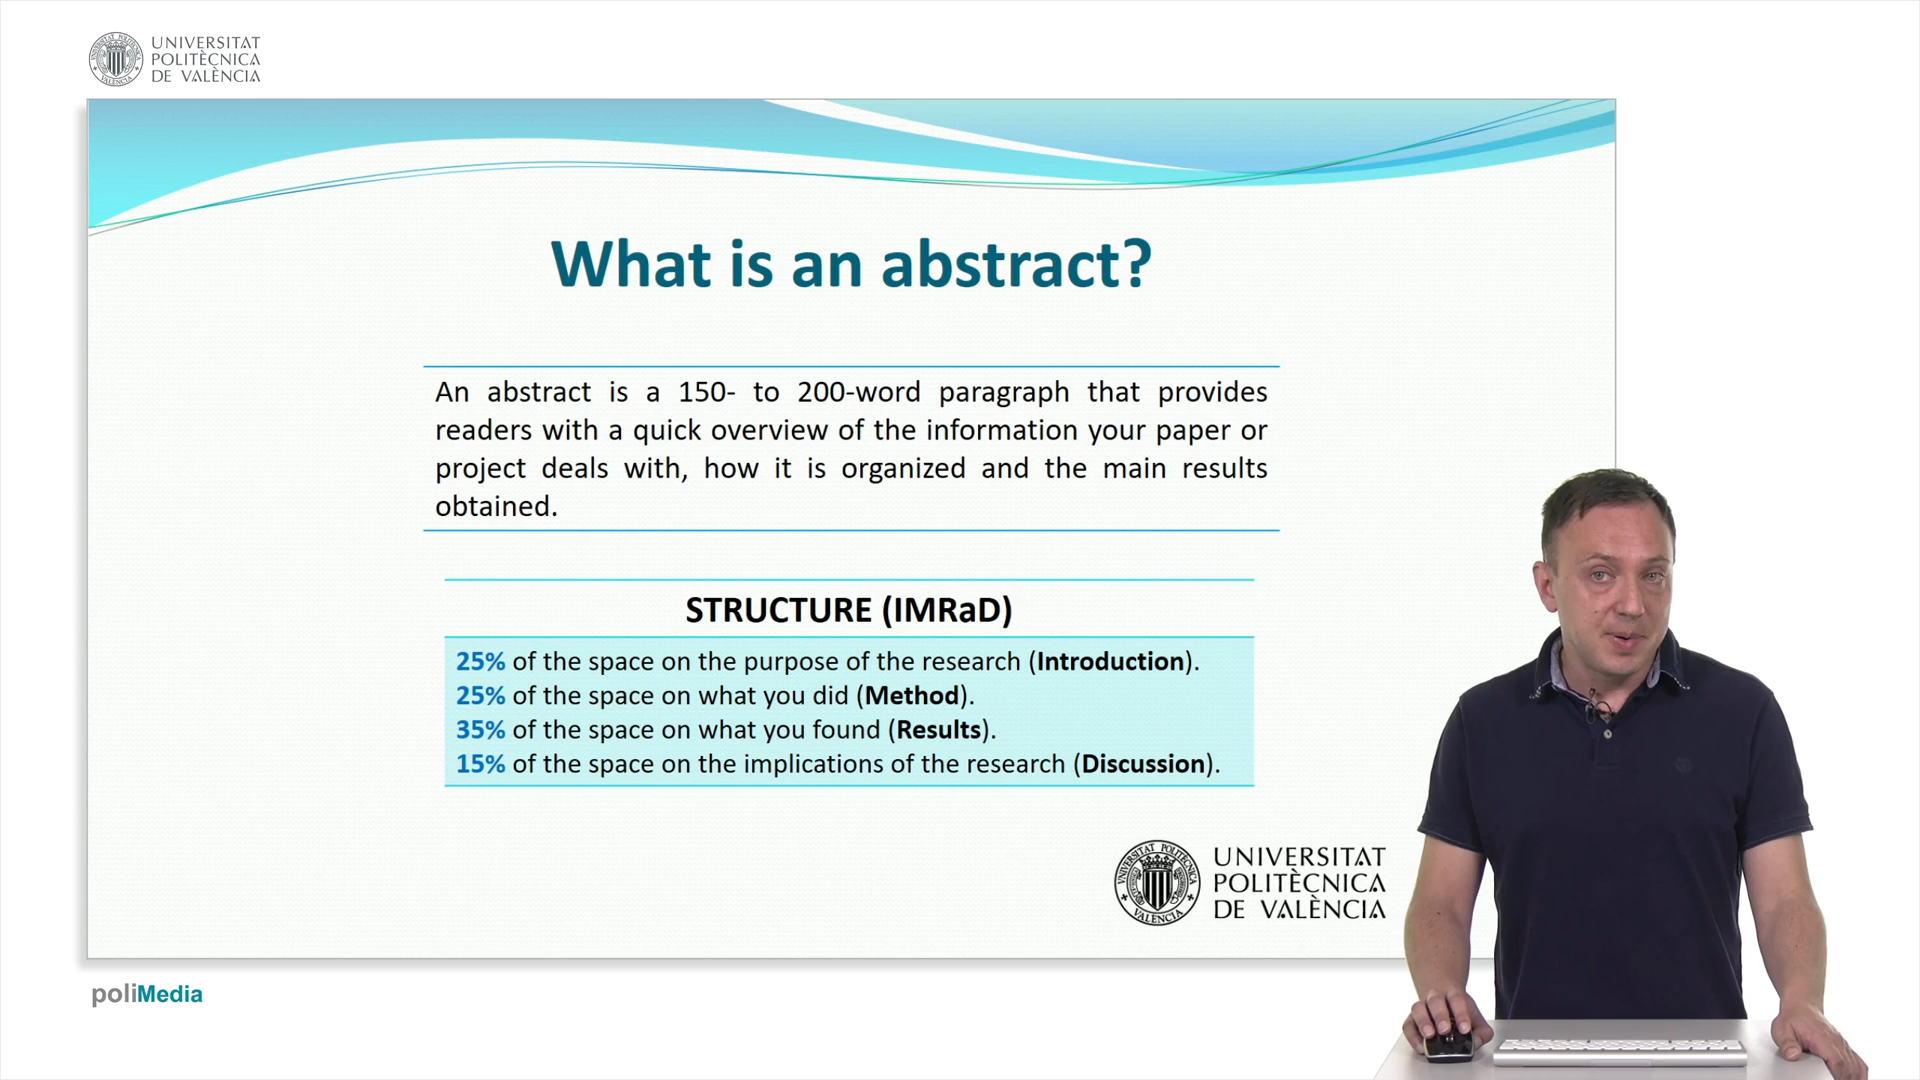 UNIVERSITAT
POLITÈCNICA
DE VALÈNCIA
What is an abstract?
An abstract is a 150- to 200-word paragraph that provides
readers with a quick overview of the information your paper or
project deals with, how it is organized and the main results
obtained.
STRUCTURE (IMRaD)
25% of the space on the purpose of the research (Introduction).
25% of the space on what you did (Method).
35% of the space on what you found (Results).
15% of the space on the implications of the research (Discussion).
UNIVERSITAT
POLITÈCNICA
DE VALÈNCIA
poliMedia